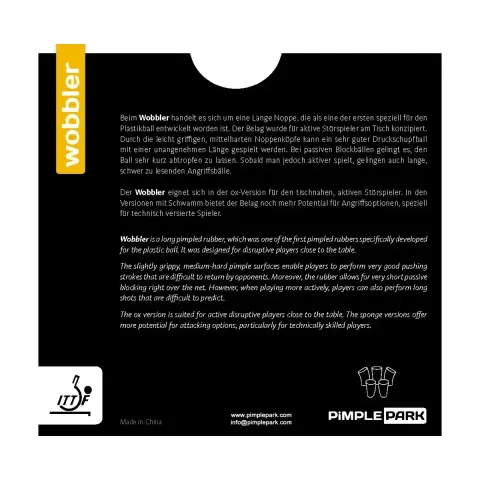 wobbler
Beim Wobbler handelt es sich um eine Lange Noppe, die als eine der ersten speziell für den
Plastikball entwickelt worden ist. Der Belag wurde für aktive Störspieler am Tisch konzipiert.
Durch die leicht griffigen, mittelharten Noppenköpfe kann ein sehr guter Druckschupfball
mit einer unangenehmen Länge gespielt werden. Bei passiven Blockbällen gelingt es, den
Ball sehr kurz abtropfen zu lassen. Sobald man jedoch aktiver spielt, gelingen auch lange,
schwer zu lesenden Angriffsbälle.
Der Wobbler eignet sich in der ox-Version für den tischnahen, aktiven Störspieler. In den
Versionen mit Schwamm bietet der Belag noch mehr Potential für Angriffsoptionen, speziell
für technisch versierte Spieler.
Wobbler is a long pimpled rubber, which was one of the first pimpled rubbers specifically developed
for the plastic ball. It was designed for disruptive players close to the table.
The slightly grippy, medium-hard pimple surfaces enable players to perform very good pushing
strokes that are difficult to return by opponents. Moreover, the rubber allows for very short passive
blocking right over the net. However, when playing more actively, players can also perform long
shots that are difficult to predict.
The ox version is suited for active disruptive players close to the table. The sponge versions offer
more potential for attacking options, particularly for technically skilled players.
ITTF
Made in China
www.pimplepark.com
info@pimplepark.com
PiMPLE PARK